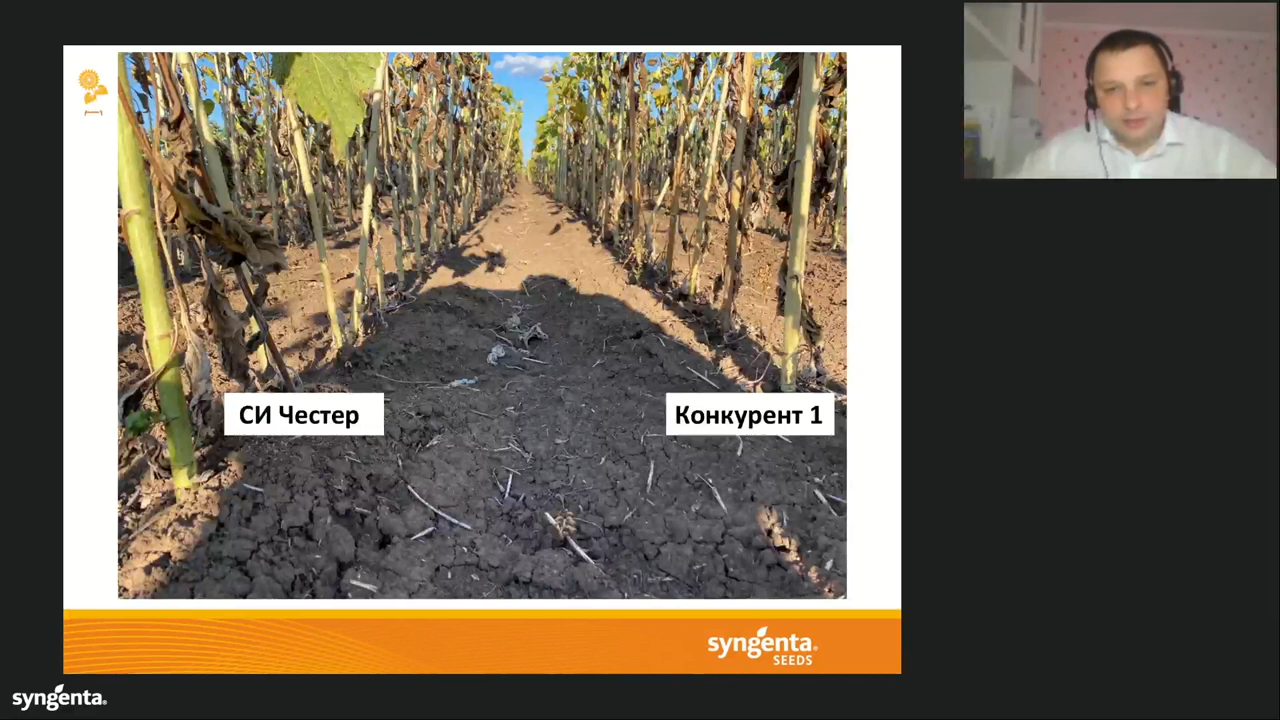 СИ Честер
Конкурент 1
syngenta
SEEDS
syngenta